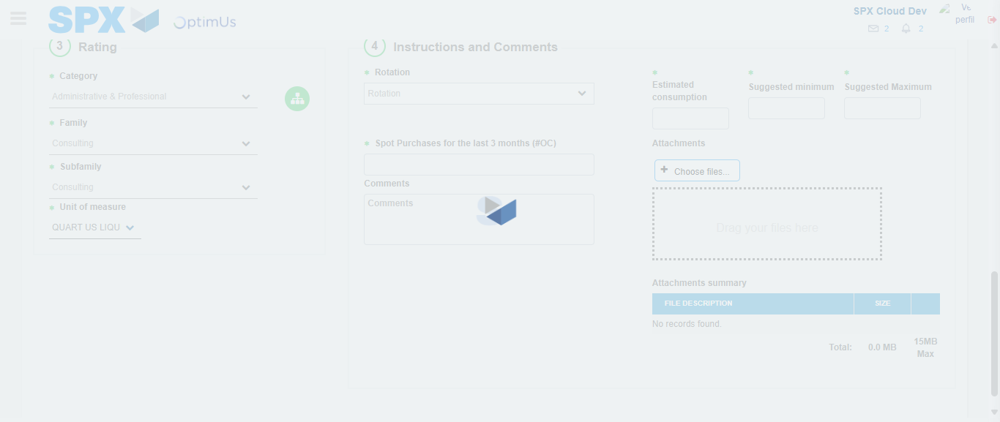 SPX
OptimUs
SPX Cloud Dev
Ve
perfil
2
2
3
Rating
Category
Administrative & Professional
Family
Consulting
Subfamily
Consulting
Unit of measure
QUART US LIQU
4
Instructions and Comments
Rotation
Rotation
Spot Purchases for the last 3 months (#OC)
Comments
Comments
Estimated
consumption
Suggested minimum
Suggested Maximum
Attachments
Choose files...
Drag your files here
Attachments summary
FILE DESCRIPTION
SIZE
No records found.
Total:
0.0 MB
15MB
Max